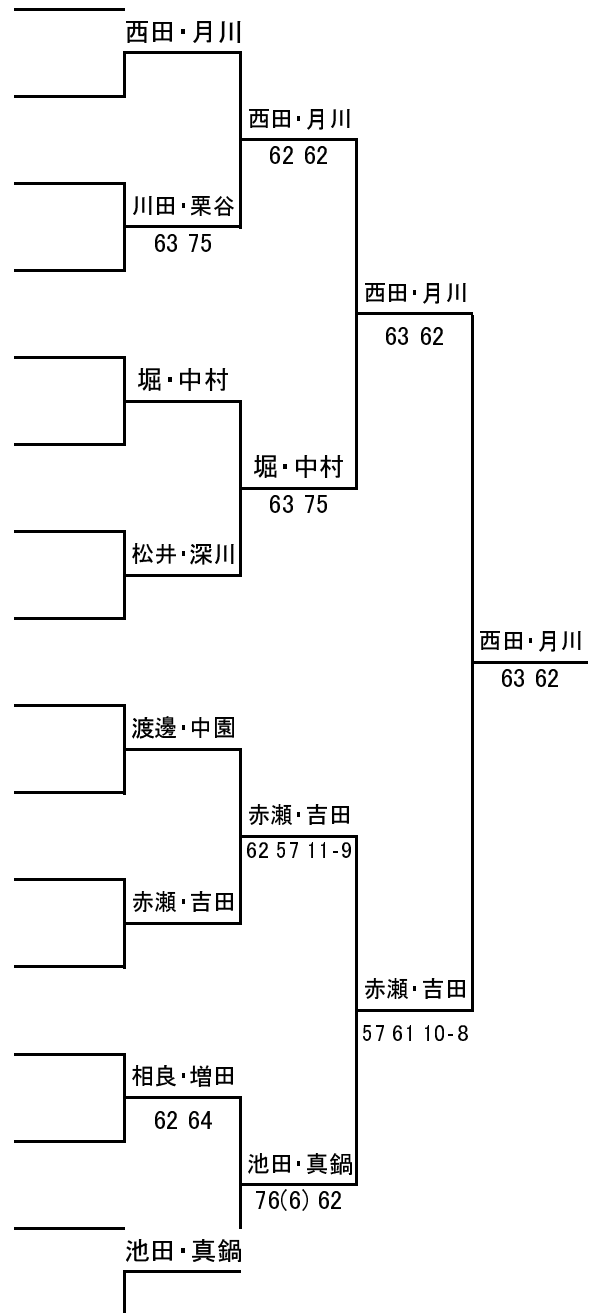 西田・月川
西田・月川
62 62
川田・栗谷
63 75
西田・月川
63 62
堀・中村
堀・中村
63 75
松井・深川
西田・月川
63 62
渡邊・中園
赤瀬・吉田
62 57 11-9
赤瀬・吉田
赤瀬・吉田
57 61 10-8
相良・増田
62 64
池田・真鍋
76(6) 62
池田・真鍋